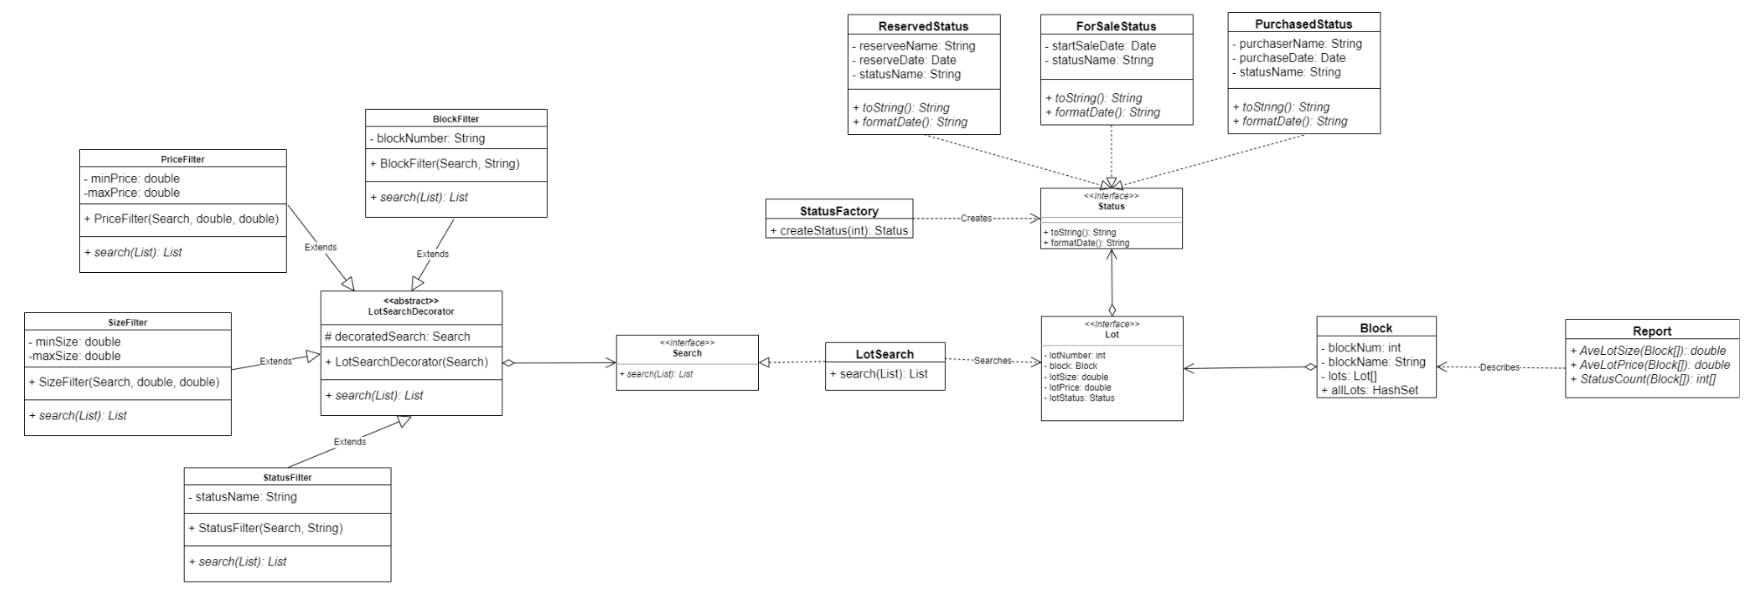 ReservedStatus
- reserveeName: String
- reserveDate: Date
- statusName: String
+ toString(): String
+ formatDate(): String
ForSaleStatus
- startSaleDate: Date
- statusName: String
+ toString(): String
+ formatDate(): String
PurchasedStatus
- purchaserName: String
- purchaseDate: Date
- statusName: String
+ toString(): String
+ formatDate(): String
BlockFilter
- blockNumber: String
+ BlockFilter(Search, String)
+ search(List): List
PriceFilter
- minPrice: double
-maxPrice: double
+ PriceFilter(Search, double, double)
+ search(List): List
Extends
Extends
StatusFactory
+ createStatus(int): Status
Creates
<<interface>>
Status
+ toString(): String
+ formatDate(): String
SizeFilter
- minSize: double
-maxSize: double
+ SizeFilter(Search, double, double)
+ search(List): List
Extends
<<abstract>>
LotSearchDecorator
# decoratedSearch: Search
+ LotSearchDecorator(Search)
+ search(List): List
<<interface>>
Search
+ search(List): List
LotSearch
+ search(List): List
Searches
<<interface>>
Lot
- lotNumber: int
- block: Block
- lotSize: double
- lotPrice: double
- lotStatus: Status
Block
- blockNum: int
- blockName: String
- lots: Lot[]
+ allLots: HashSet
Describes
Report
+ AveLotSize(Block[]): double
+ AveLotPrice(Block[]): double
+ StatusCount(Block[]): int[]
Extends
StatusFilter
- statusName: String
+ StatusFilter(Search, String)
+ search(List): List